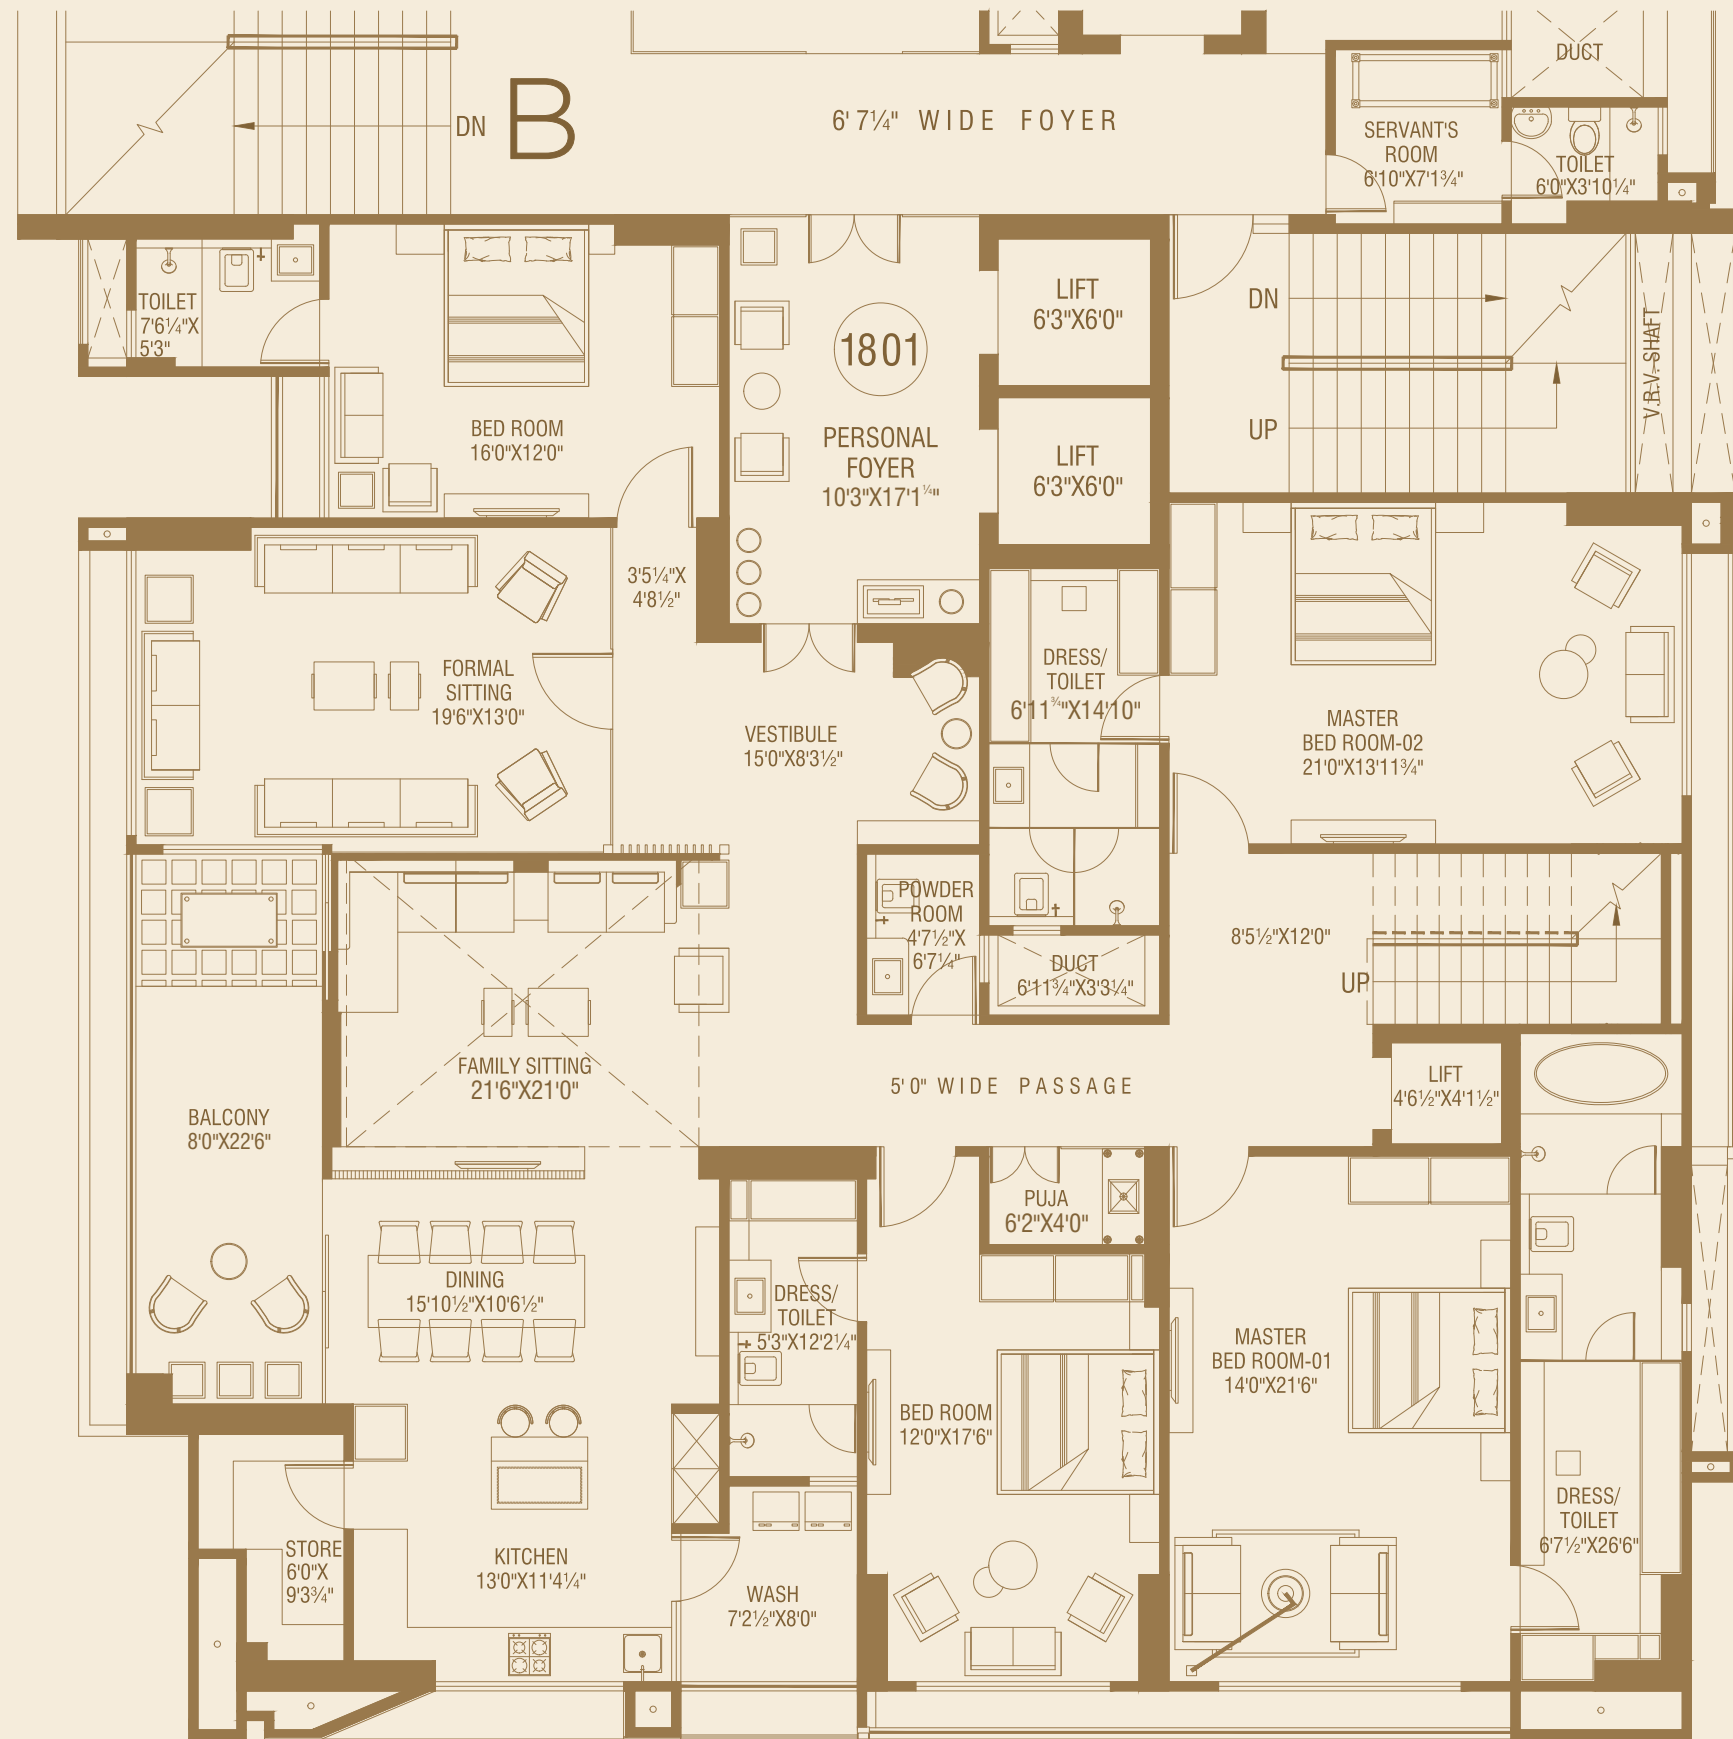 DUCT
B
DN
6' 7¼" WIDE FOYER
SERVANT'S
ROOM
6'10"X7'1¾"
TOILET
6'0"X3'10¼"
TOILET
7'6¼"X
5'3"
BED ROOM
16'0"X12'0"
1801
PERSONAL
FOYER
10'3"X17'1¼"
LIFT
6'3"X6'0"
LIFT
6'3"X6'0"
DN
UP
V.R.V. SHAFT
3'5¼"X
4'8½"
FORMAL
SITTING
19'6"X13'0"
VESTIBULE
15'0"X8'3½"
DRESS/
TOILET
6'11¾"X14'10"
MASTER
BED ROOM-02
21'0"X13'11¾"
POWDER
ROOM
4'7½"X
6'7¼"
DUCT
6'11¾"X3'3¼"
8'5½"X12'0"
UP
FAMILY SITTING
21'6"X21'0"
5'0" WIDE PASSAGE
LIFT
4'6½"X4'1½"
BALCONY
8'0"X22'6"
PUJA
6'2"X4'0"
DINING
15'10½"X10'6½"
DRESS/
TOILET
5'3"X12'2¼"
MASTER
BED ROOM-01
14'0"X21'6"
BED ROOM
12'0"X17'6"
STORE
6'0"X
9'3¾"
KITCHEN
13'0"X11'4¼"
WASH
7'2½"X8'0"
DRESS/
TOILET
6'7½"X26'6"